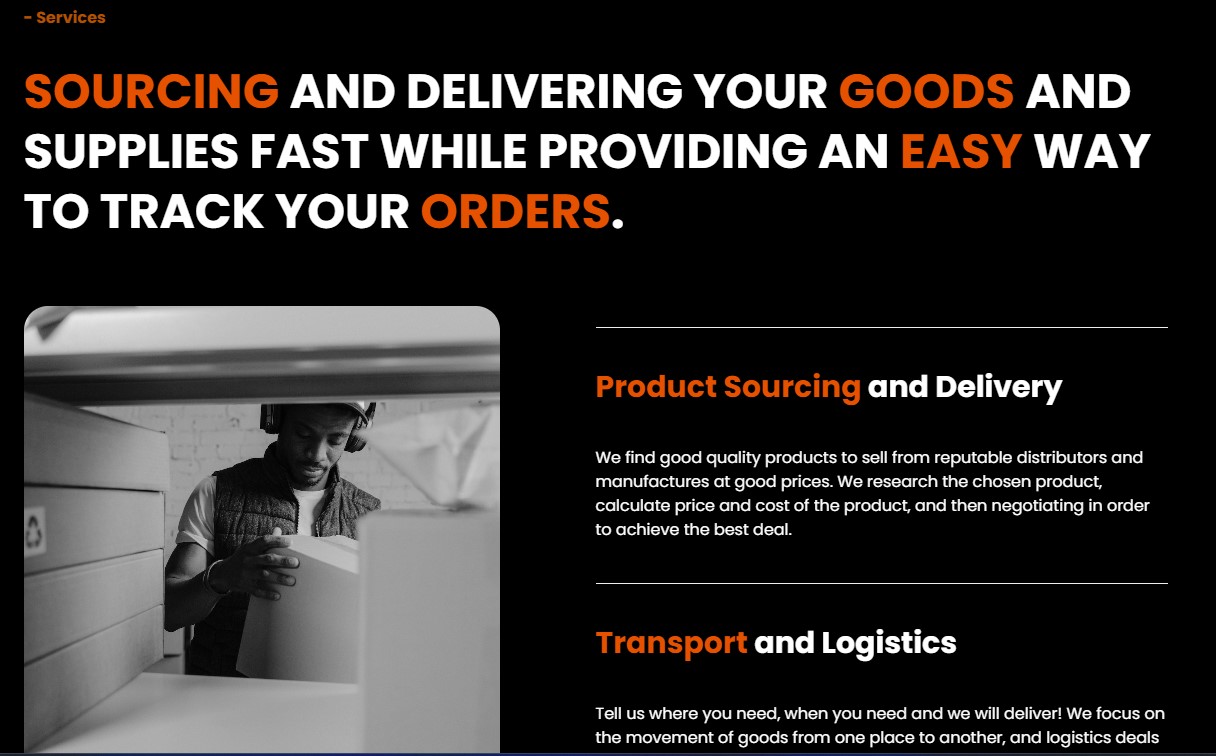 - Services
SOURCING AND DELIVERING YOUR GOODS AND
SUPPLIES FAST WHILE PROVIDING AN EASY WAY
TO TRACK YOUR ORDERS.
Product Sourcing and Delivery
We find good quality products to sell from reputable distributors and
manufactures at good prices. We research the chosen product,
calculate price and cost of the product, and then negotiating in order
to achieve the best deal.
Transport and Logistics
Tell us where you need, when you need and we will deliver! We focus on
the movement of goods from one place to another, and logistics deals